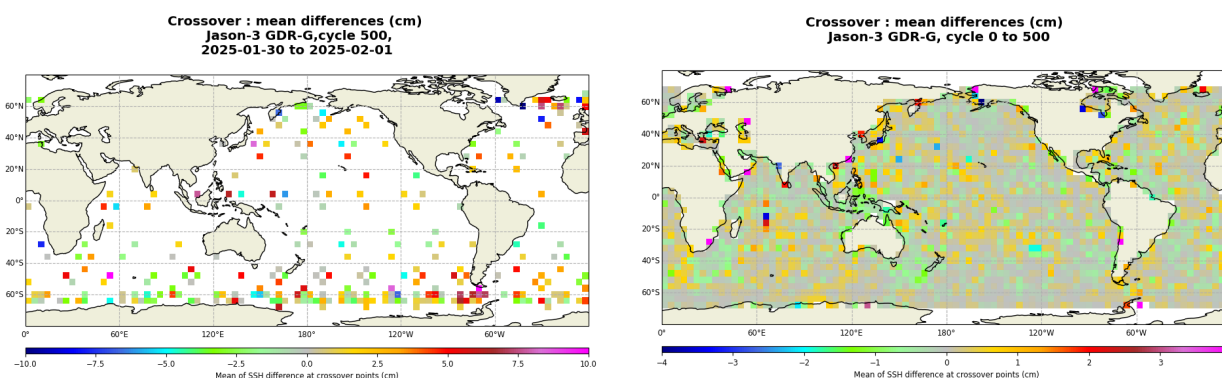 Crossover : mean differences (cm)
Jason-3 GDR-G,cycle 500,
2025-01-30 to 2025-02-01
60°N
40°N
20°N
0°
20°S
40°S
60°S
0°
60°E
120°E
180°
120°W
60°W
-10.0
-7.5
-5.0
-2.5
0.0
2.5
5.0
7.5
10.0
Mean of SSH difference at crossover points (cm)
Crossover : mean differences (cm)
Jason-3 GDR-G, cycle 0 to 500
60°N
40°N
20°N
0°
20°S
40°S
60°S
0°
60°E
120°E
180°
120°W
60°W
−4
−3
−2
−1
0
1
2
3
Mean of SSH difference at crossover points (cm)